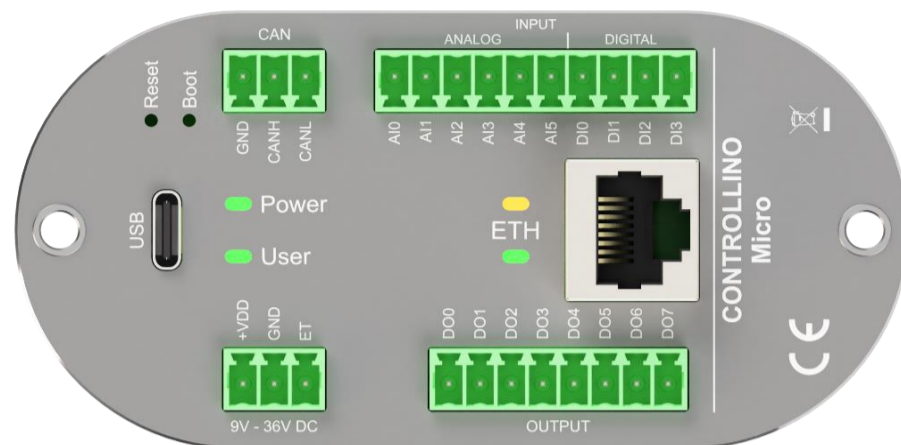 CAN
INPUT
ANALOG
DIGITAL
Reset
Boot
GND
CANH
CANL
AI0
AI1
AI2
AI3
AI4
AI5
DI0
DI1
DI2
DI3
USB
Power
User
ETH
CONTROLLINO
Micro
+VDD
GND
ET
DO0
DO1
DO2
DO3
DO4
DO5
DO6
DO7
CE
9V - 36V DC
OUTPUT